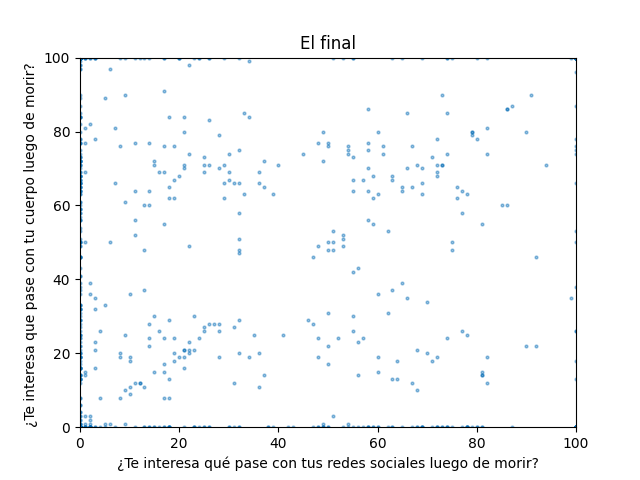 El final
¿Te interesa que pase con tu cuerpo luego de morir?
100
80
60
40
20
0
0 20 40 60 80 100
¿Te interesa qué pase con tus redes sociales luego de morir?